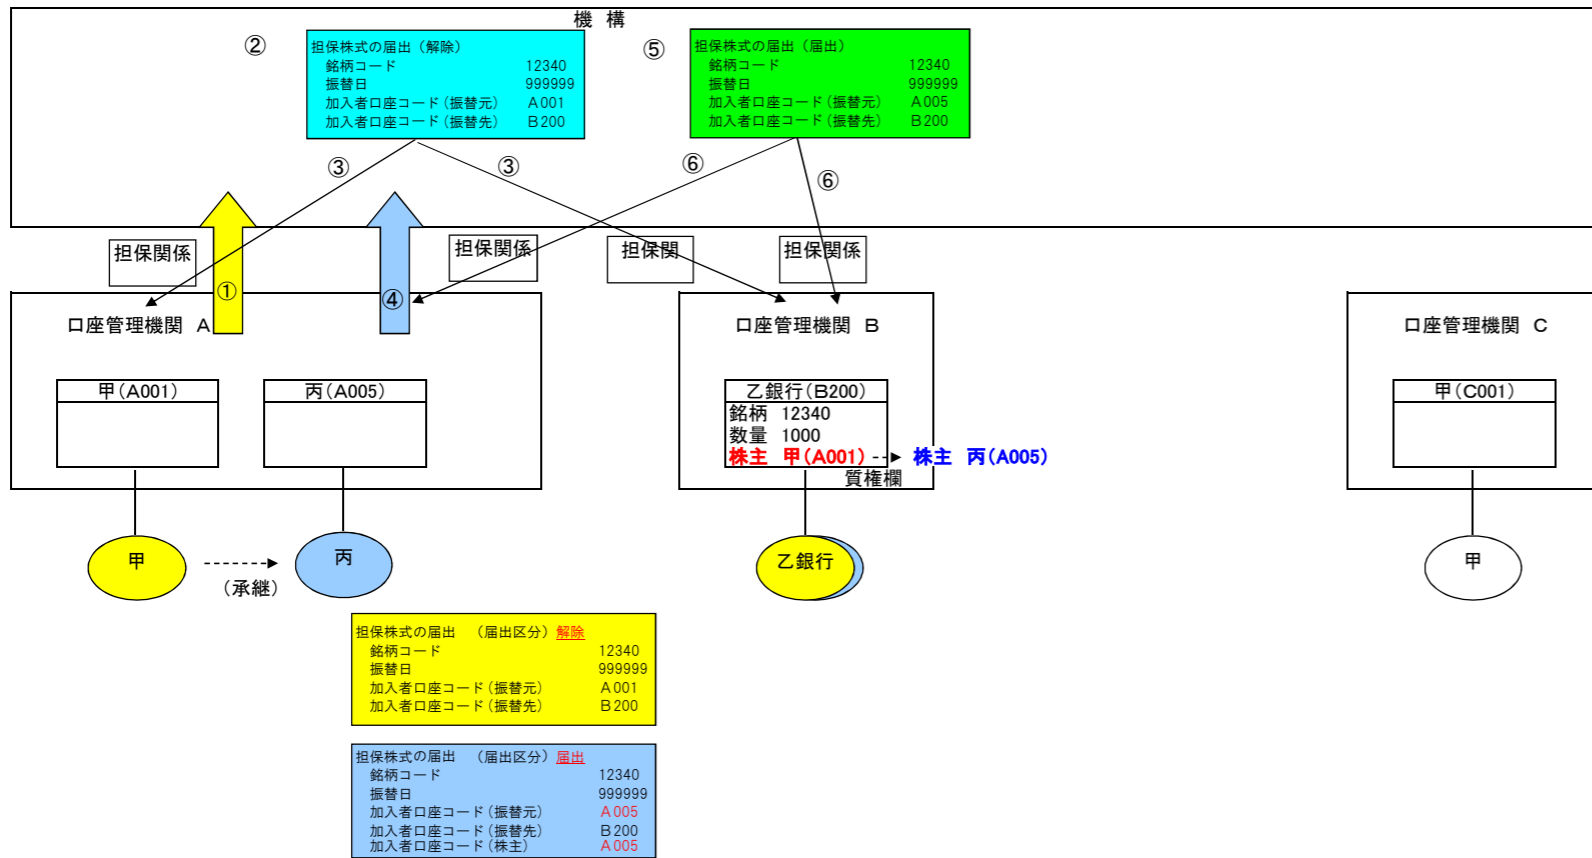 機 構
②
担保株式の届出（解除）
銘柄コード 12340
振替日 999999
加入者口座コード（振替元） A001
加入者口座コード（振替先） B200
⑤
担保株式の届出（届出）
銘柄コード 12340
振替日 999999
加入者口座コード（振替元） A005
加入者口座コード（振替先） B200
③
③
⑥
⑥
担保関係
担保関係
担保関
担保関係
①
④
口座管理機関 A
口座管理機関 B
口座管理機関 C
甲（A001）
丙（A005）
乙銀行（B200）
銘柄 12340
数量 1000
株主 甲（A001）
株主 丙（A005）
質権欄
甲（C001）
甲
（承継）
丙
乙銀行
甲
担保株式の届出 （届出区分） 解除
銘柄コード 12340
振替日 999999
加入者口座コード（振替元） A001
加入者口座コード（振替先） B200
担保株式の届出 （届出区分） 届出
銘柄コード 12340
振替日 999999
加入者口座コード（振替元） A005
加入者口座コード（振替先） B200
加入者口座コード（株主） A005